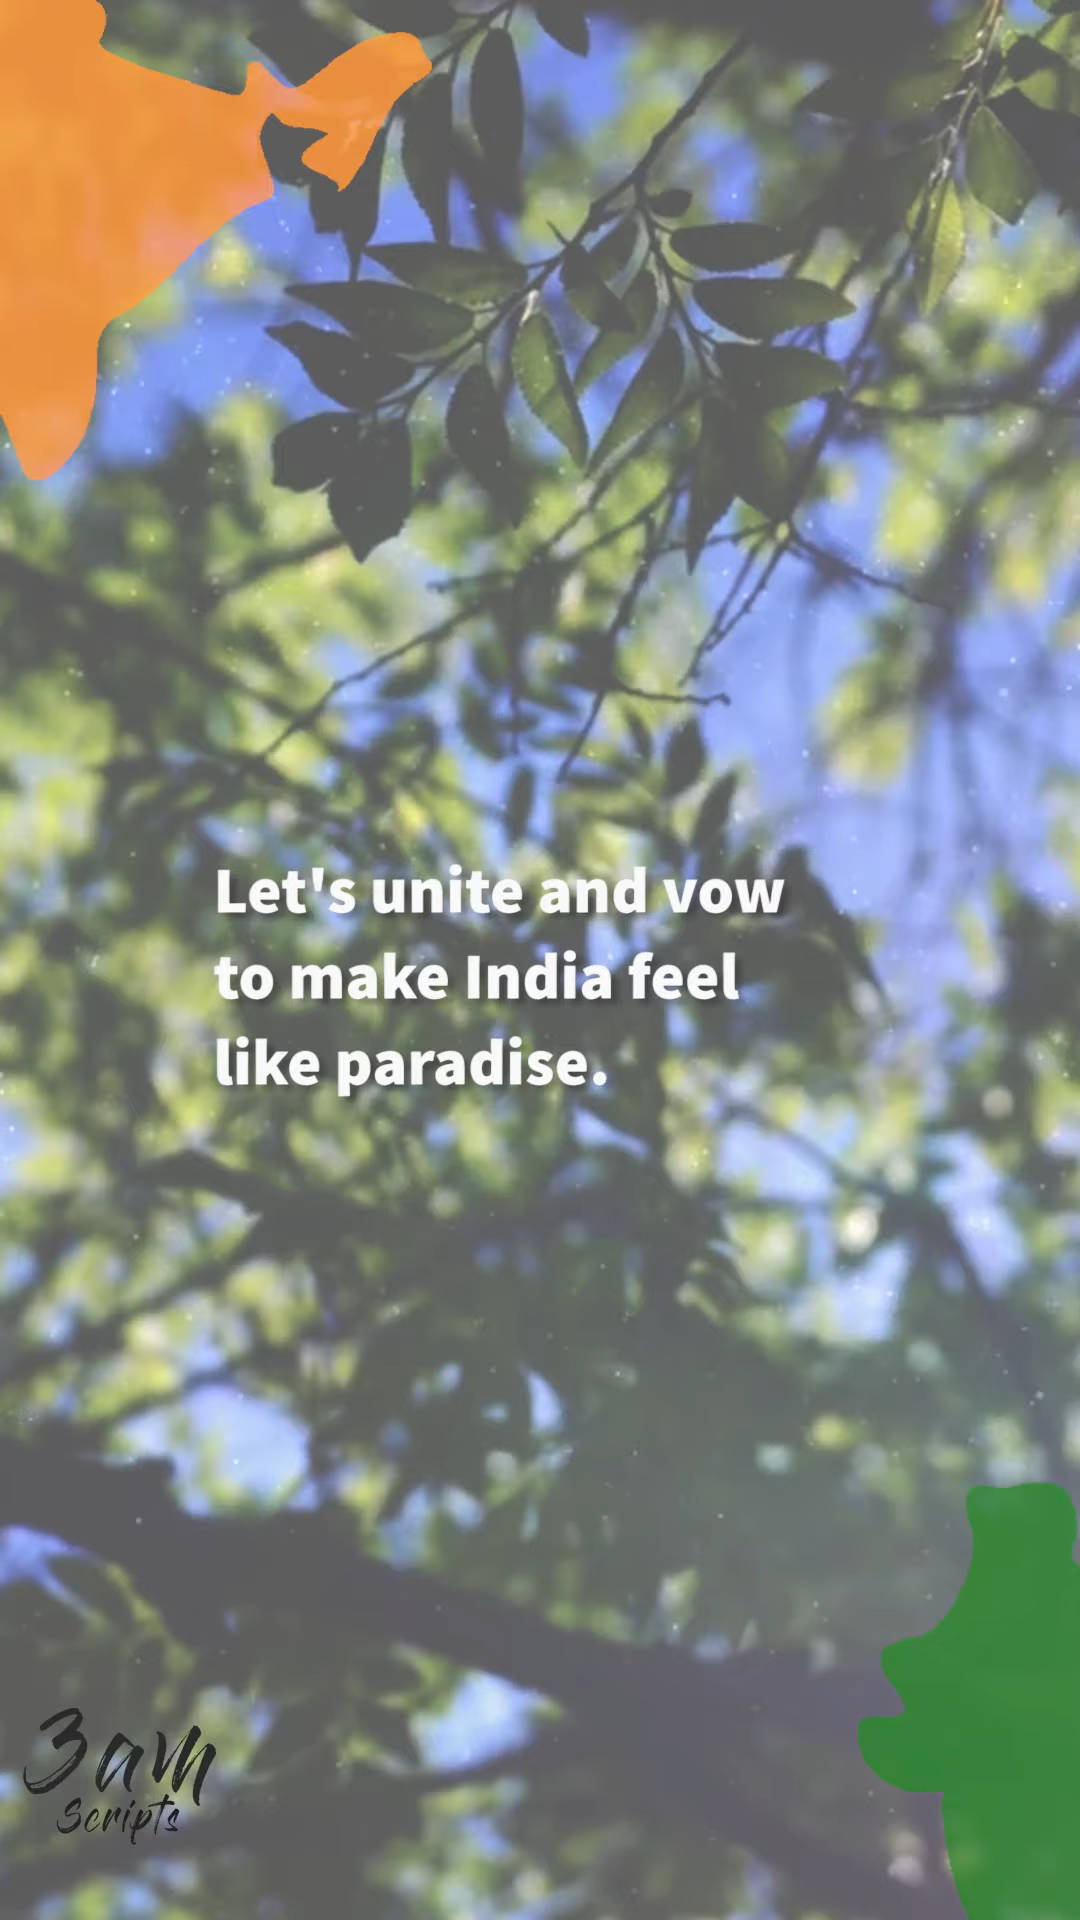 Let's unite and vow
to make India feel
like paradise.
3am
Scripts